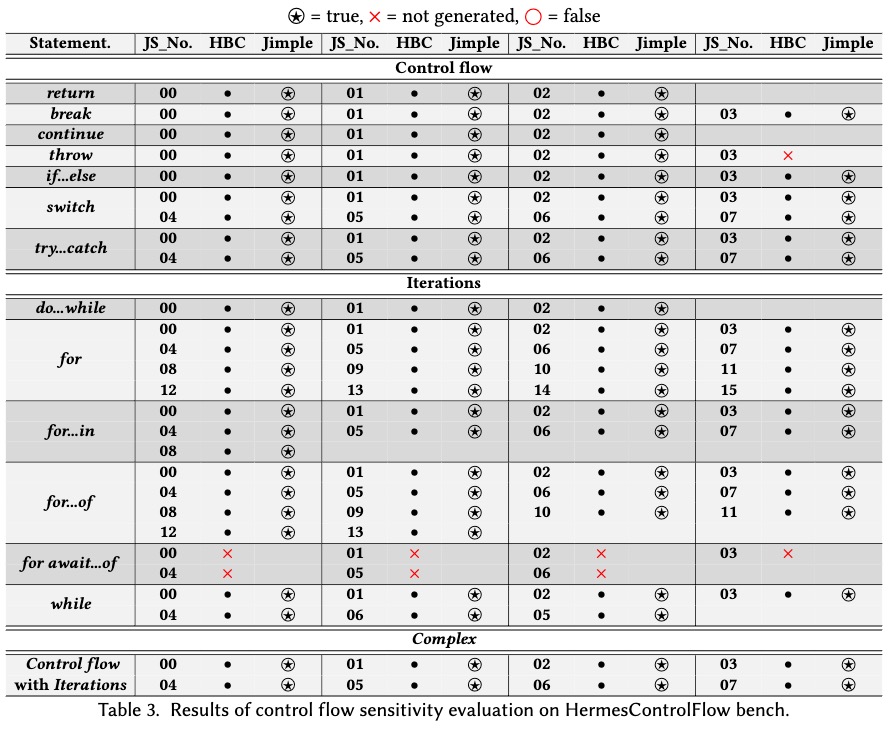 ✪ = true, × = not generated, ○ = false
Statement. JS_No. HBC Jimple JS_No. HBC Jimple JS_No. HBC Jimple JS_No. HBC Jimple
Control flow
return 00 • ✪ 01 • ✪ 02 • ✪
break 00 • ✪ 01 • ✪ 02 • ✪ 03 • ✪
continue 00 • ✪ 01 • ✪ 02 • ✪
throw 00 • ✪ 01 • ✪ 02 • ✪ 03 ×
if...else 00 • ✪ 01 • ✪ 02 • ✪ 03 • ✪
switch 00 • ✪ 01 • ✪ 02 • ✪ 03 • ✪
04 • ✪ 05 • ✪ 06 • ✪ 07 • ✪
try...catch 00 • ✪ 01 • ✪ 02 • ✪ 03 • ✪
04 • ✪ 05 • ✪ 06 • ✪ 07 • ✪
Iterations
do...while 00 • ✪ 01 • ✪ 02 • ✪
for 00 • ✪ 01 • ✪ 02 • ✪ 03 • ✪
04 • ✪ 05 • ✪ 06 • ✪ 07 • ✪
08 • ✪ 09 • ✪ 10 • ✪ 11 • ✪
12 • ✪ 13 • ✪ 14 • ✪ 15 • ✪
for...in 00 • ✪ 01 • ✪ 02 • ✪ 03 • ✪
04 • ✪ 05 • ✪ 06 • ✪ 07 • ✪
08 • ✪
for...of 00 • ✪ 01 • ✪ 02 • ✪ 03 • ✪
04 • ✪ 05 • ✪ 06 • ✪ 07 • ✪
08 • ✪ 09 • ✪ 10 • ✪ 11 • ✪
12 • ✪ 13 • ✪
for await...of 00 × 01 × 02 × 03 ×
04 × 05 × 06 ×
while 00 • ✪ 01 • ✪ 02 • ✪ 03 • ✪
04 • ✪ 06 • ✪ 05 • ✪
Complex
Control flow 00 • ✪ 01 • ✪ 02 • ✪ 03 • ✪
with Iterations 04 • ✪ 05 • ✪ 06 • ✪ 07 • ✪
Table 3. Results of control flow sensitivity evaluation on HermesControlFlow bench.